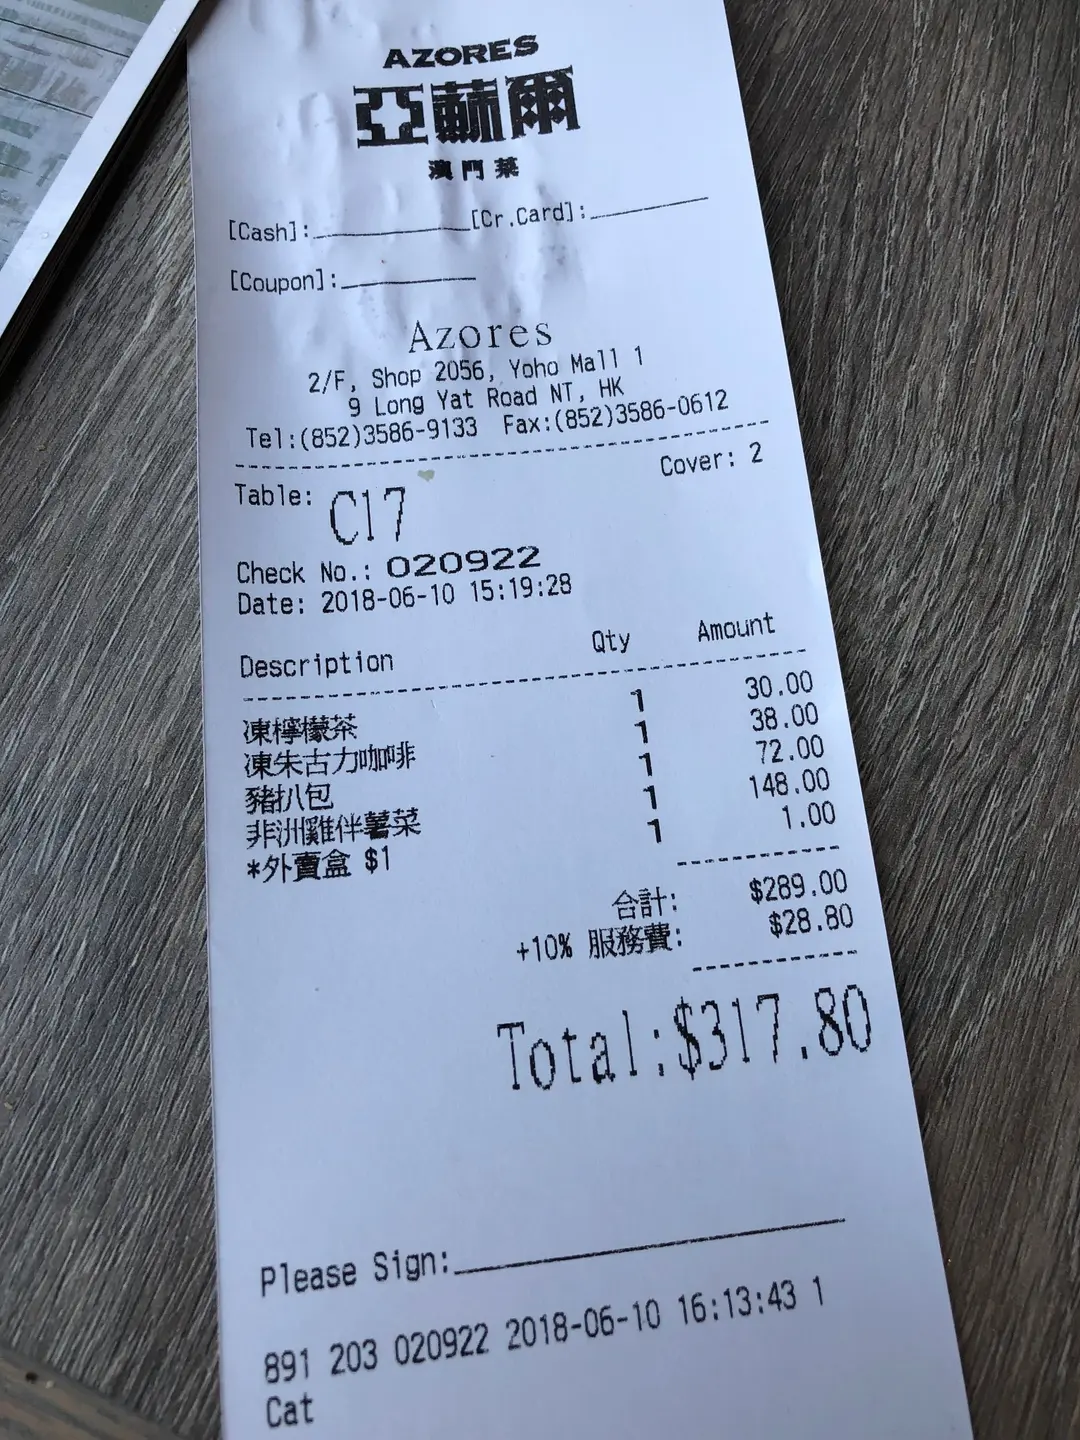 AZORES
亞蘇爾
澳門菜
[Cash]:__________[Cr.Card]:__________
[Coupon]:__________
Azores
2/F, Shop 2056, Yoho Mall 1
9 Long Yat Road NT, HK
Tel:(852)3586-9133 Fax:(852)3586-0612
Table: C17 Cover: 2
Check No.: 020922
Date: 2018-06-10 15:19:28
Description Qty Amount
凍檸檬茶 1 30.00
凍朱古力咖啡 1 38.00
豬扒包 1 72.00
非洲雞伴薯菜 1 148.00
*外賣盒 $1 1 1.00
合計: $289.00
+10% 服務費: $28.80
Total:$317.80
Please Sign:__________
891 203 020922 2018-06-10 16:13:43 1
Cat